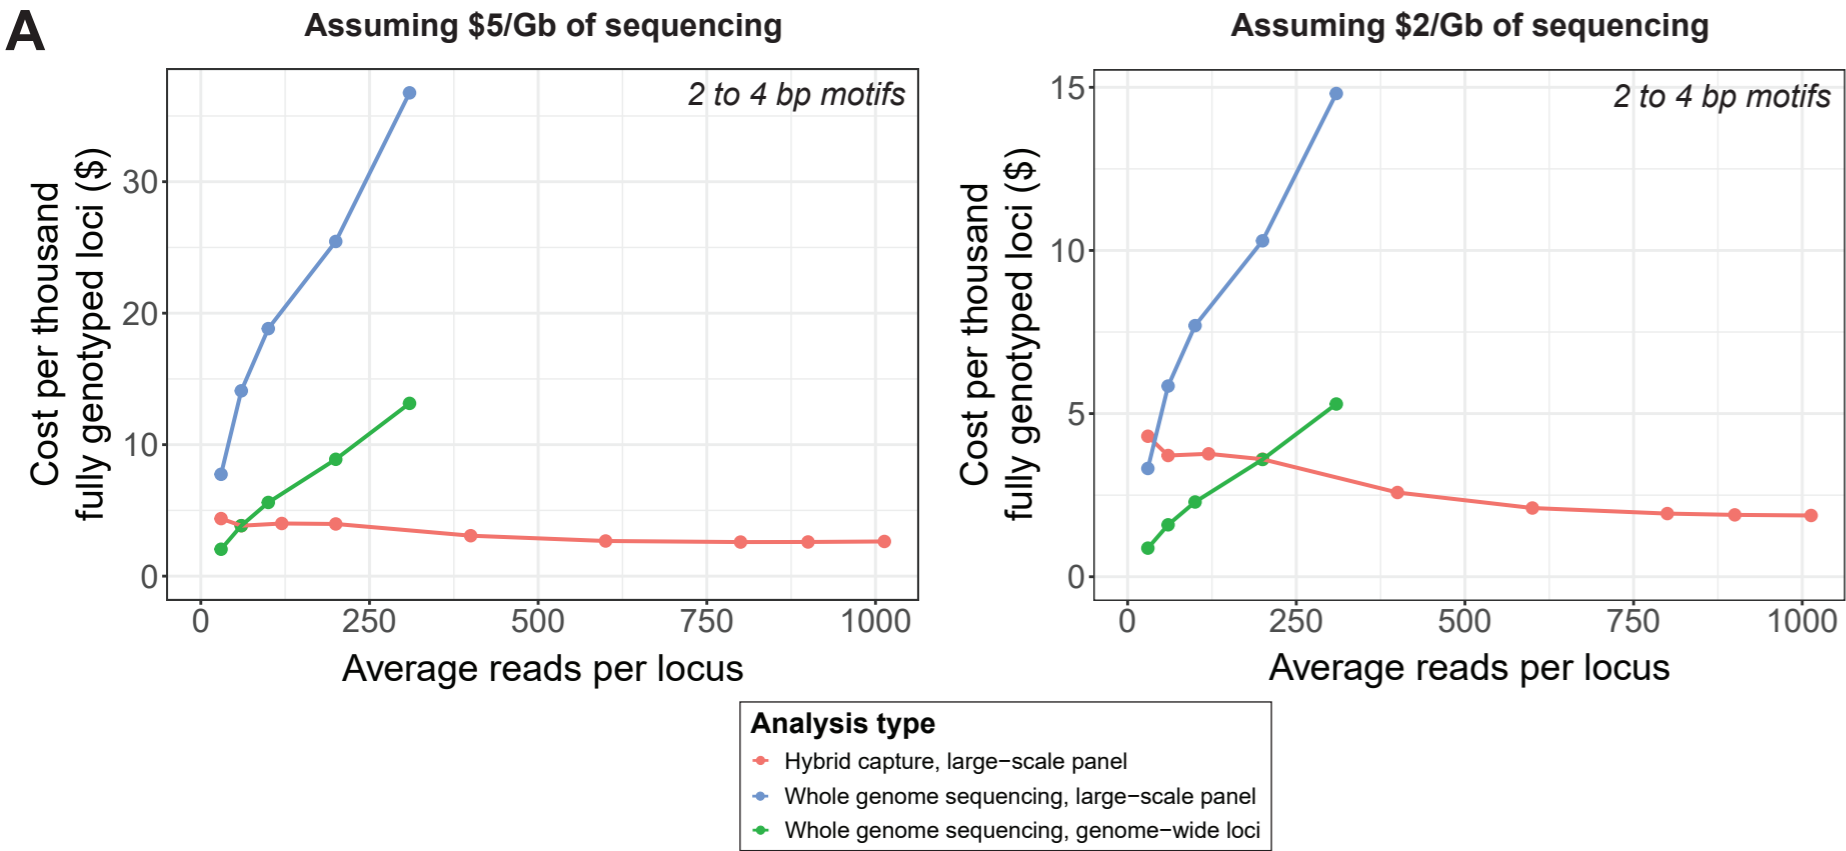 A
Assuming $5/Gb of sequencing
2 to 4 bp motifs
Cost per thousand
fully genotyped loci ($)
30
20
10
0
0 250 500 750 1000
Average reads per locus
Assuming $2/Gb of sequencing
2 to 4 bp motifs
Cost per thousand
fully genotyped loci ($)
15
10
5
0
0 250 500 750 1000
Average reads per locus
Analysis type
Hybrid capture, large−scale panel
Whole genome sequencing, large−scale panel
Whole genome sequencing, genome−wide loci